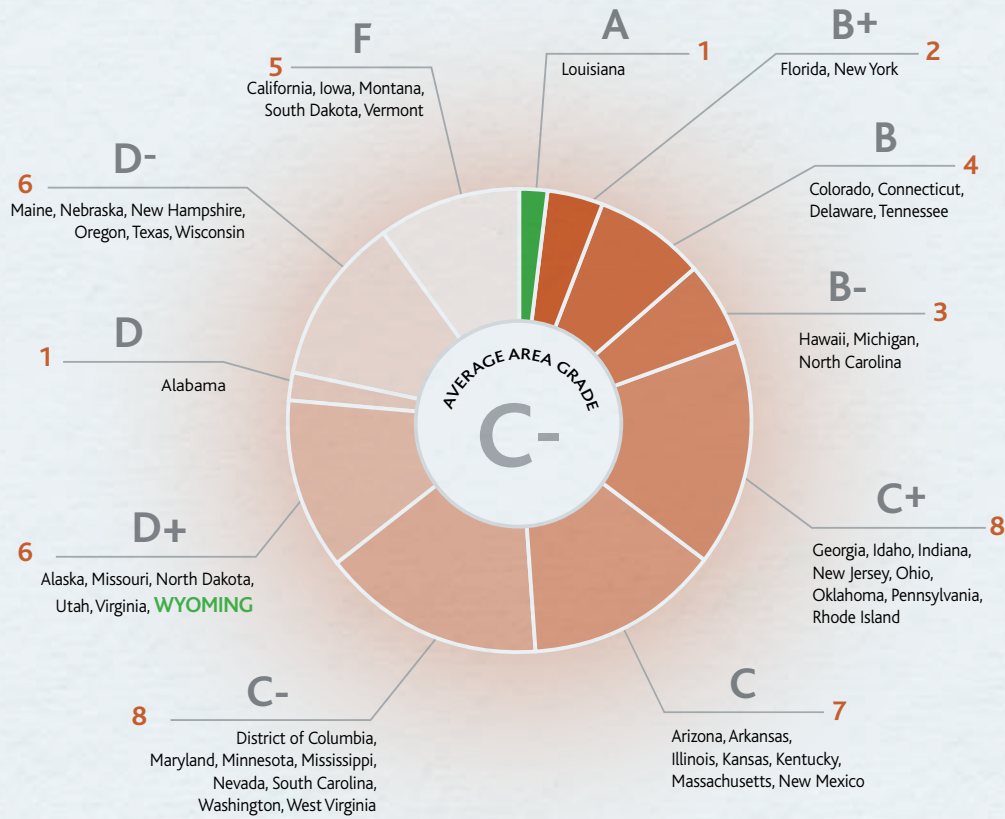 A
1
Louisiana
B+
2
Florida, New York
B
4
Colorado, Connecticut,
Delaware, Tennessee
B-
3
Hawaii, Michigan,
North Carolina
C+
8
Georgia, Idaho, Indiana,
New Jersey, Ohio,
Oklahoma, Pennsylvania,
Rhode Island
C
7
Arizona, Arkansas,
Illinois, Kansas, Kentucky,
Massachusetts, New Mexico
C-
8
District of Columbia,
Maryland, Minnesota, Mississippi,
Nevada, South Carolina,
Washington, West Virginia
D+
6
Alaska, Missouri, North Dakota,
Utah, Virginia, WYOMING
D
1
Alabama
D-
6
Maine, Nebraska, New Hampshire,
Oregon, Texas, Wisconsin
F
5
California, Iowa, Montana,
South Dakota, Vermont
AVERAGE AREA GRADE
C-